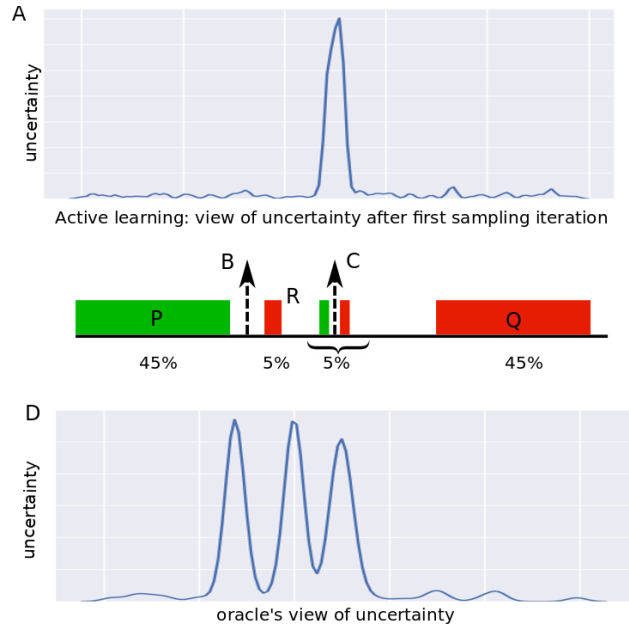 A
uncertainty
Active learning: view of uncertainty after first sampling iteration
B
C
R
P
Q
45%
5%
5%
45%
D
uncertainty
oracle's view of uncertainty